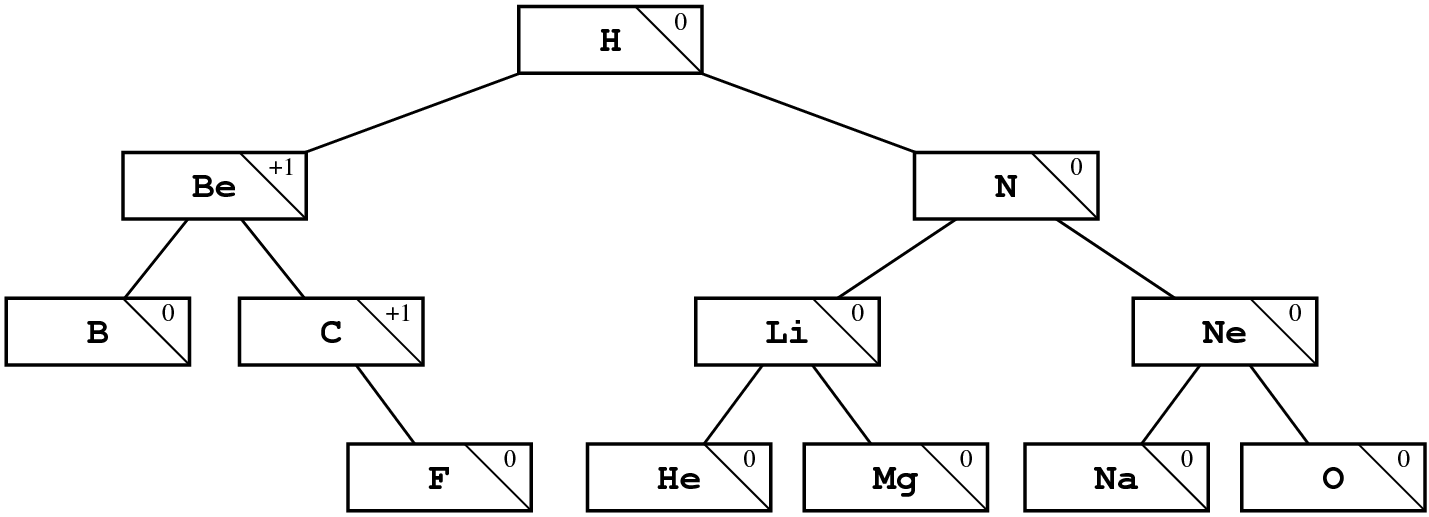 H 0
Be +1
N 0
B 0
C +1
Li 0
Ne 0
F 0
He 0
Mg 0
Na 0
O 0